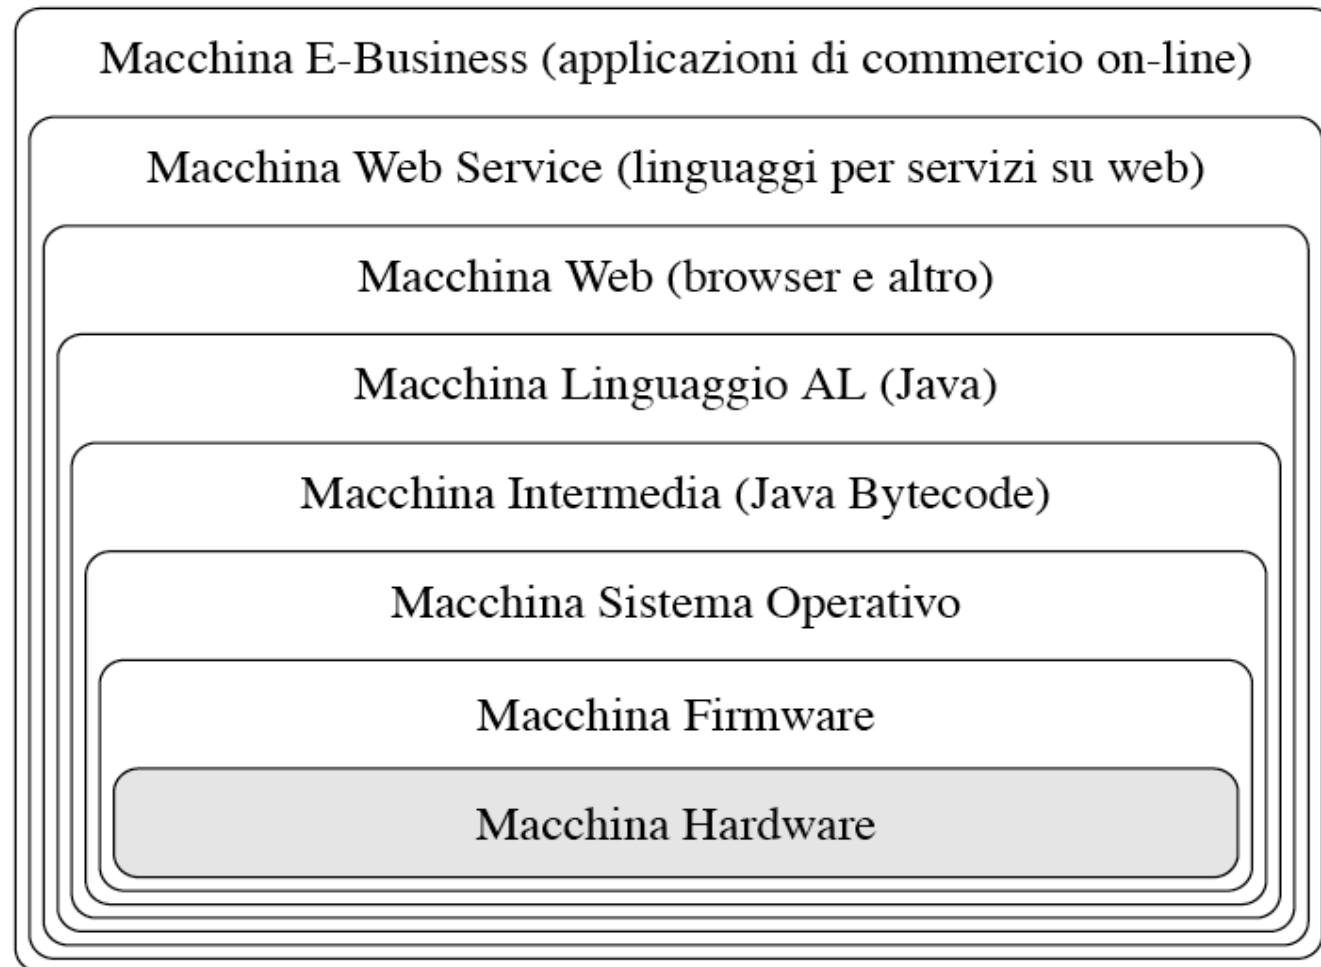 Macchina E-Business (applicazioni di commercio on-line)
Macchina Web Service (linguaggi per servizi su web)
Macchina Web (browser e altro)
Macchina Linguaggio AL (Java)
Macchina Intermedia (Java Bytecode)
Macchina Sistema Operativo
Macchina Firmware
Macchina Hardware